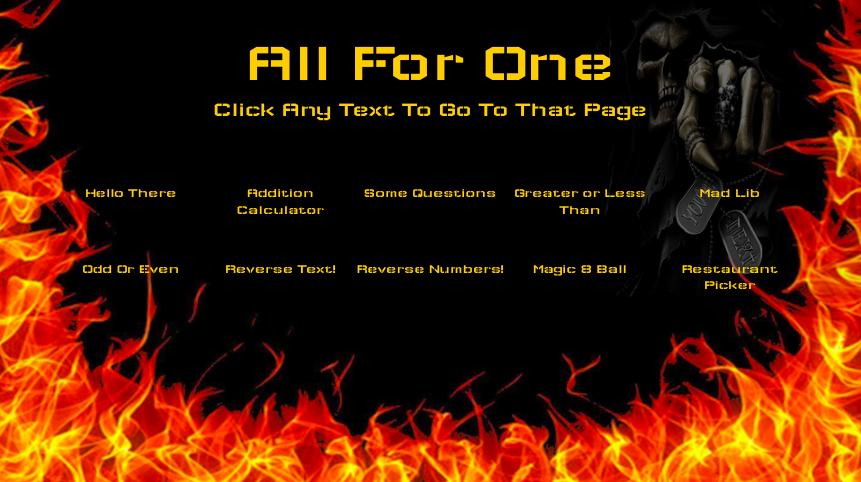 All For One
Click Any Text To Go To That Page
Hello There
Addition
Calculator
Some Questions
Greater or Less
Than
Mad Lib
YOU'RE
NEXT
Odd Or Even
Reverse Text!
Reverse Numbers!
Magic 8 Ball
Restaurant
Picker